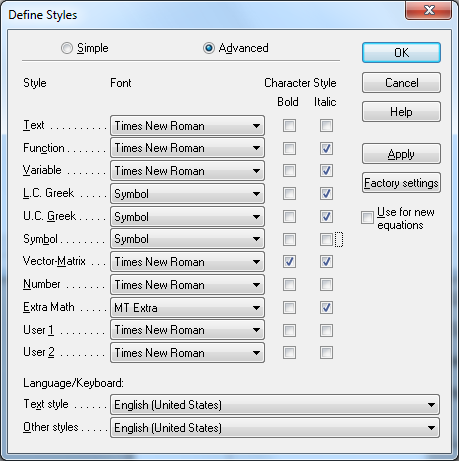 Define Styles
Simple Advanced OK
Style Font Character Style Cancel
Bold Italic
Help
Text . . . . . . . . . . Times New Roman
Function . . . . . . . Times New Roman
Apply
Variable . . . . . . . Times New Roman
L.C. Greek . . . . . Symbol Factory settings
U.C. Greek . . . . . Symbol Use for new
equations
Symbol . . . . . . . . Symbol
Vector-Matrix . . . Times New Roman
Number . . . . . . . Times New Roman
Extra Math . . . . . MT Extra
User 1 . . . . . . . . Times New Roman
User 2 . . . . . . . . Times New Roman
Language/Keyboard:
Text style . . . . . . English (United States)
Other styles . . . . English (United States)